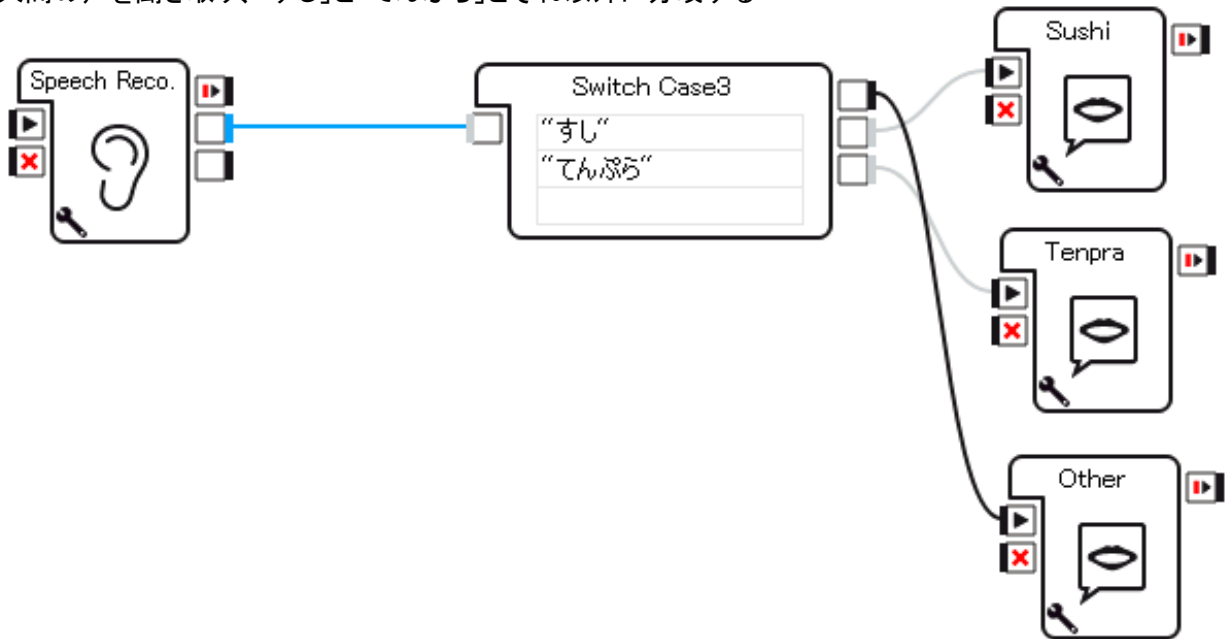 Speech Reco.
Switch Case3
“すし“
“てんぷら“
Sushi
Tenpra
Other